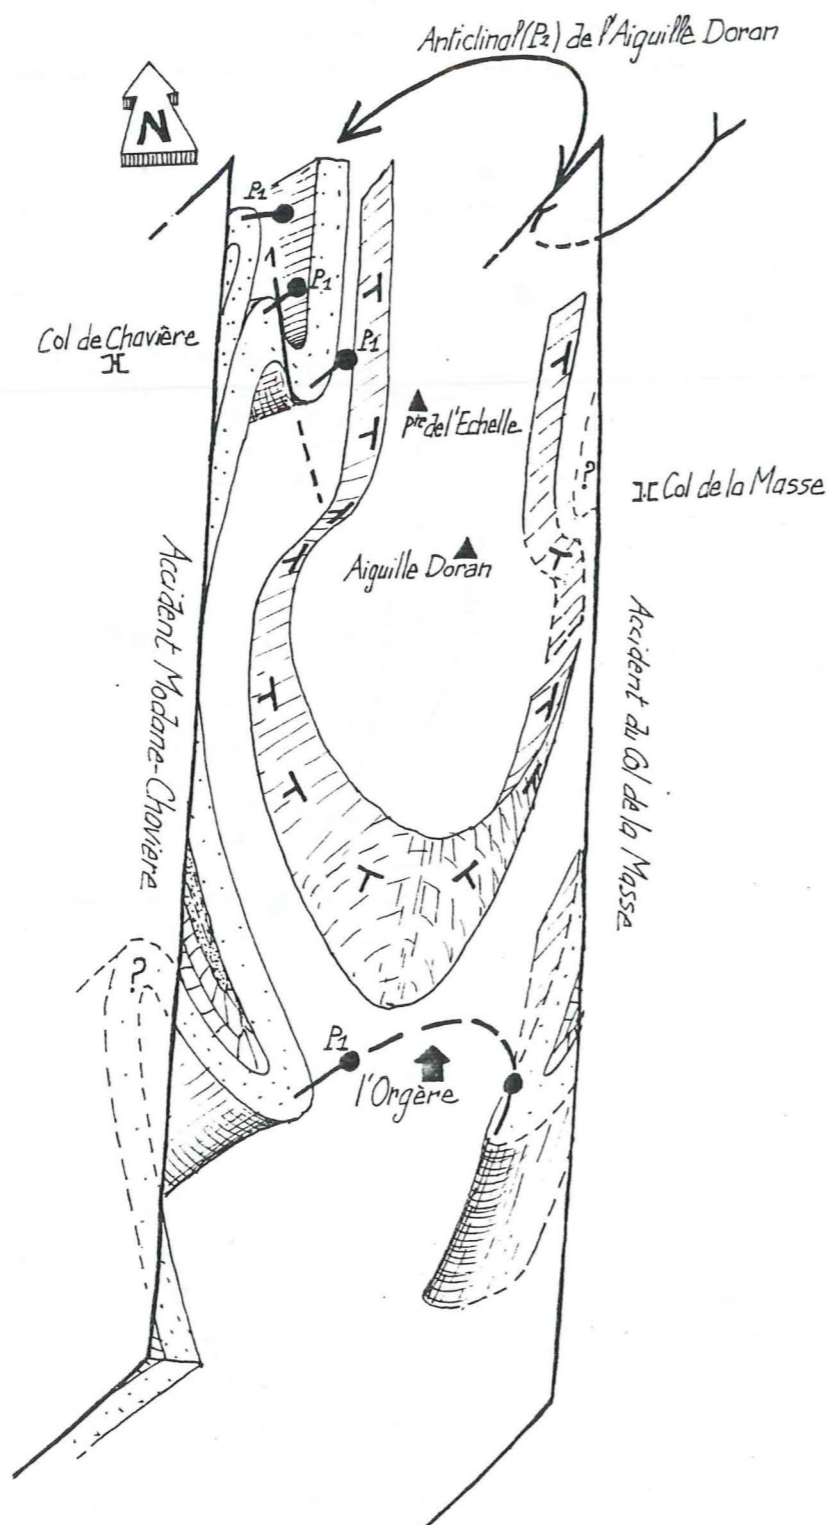 Anticlinal (P2) de l'Aiguille Doran
N
P1
P1
Col de Chavière
P1
pte de l'Echelle
?
Col de la Masse
Aiguille Doran
Accident Modane-Chavière
Accident du Col de la Masse
?
P1
l'Orgère